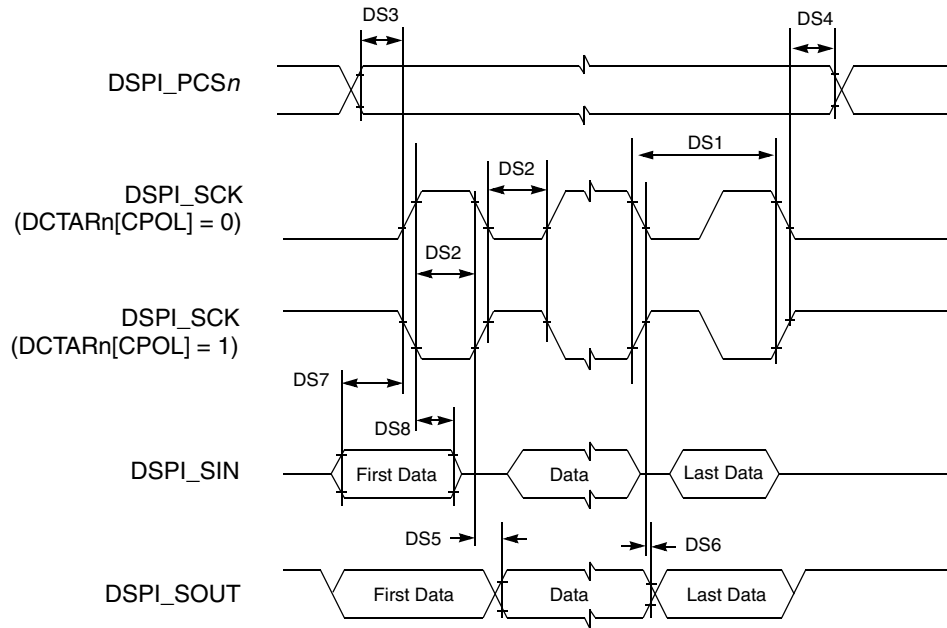 DS3
DS4
DSPI_PCSn
DS1
DS2
DSPI_SCK
(DCTARn[CPOL] = 0)
DS2
DSPI_SCK
(DCTARn[CPOL] = 1)
DS7
DS8
DSPI_SIN
First Data
Data
Last Data
DS5
DS6
DSPI_SOUT
First Data
Data
Last Data